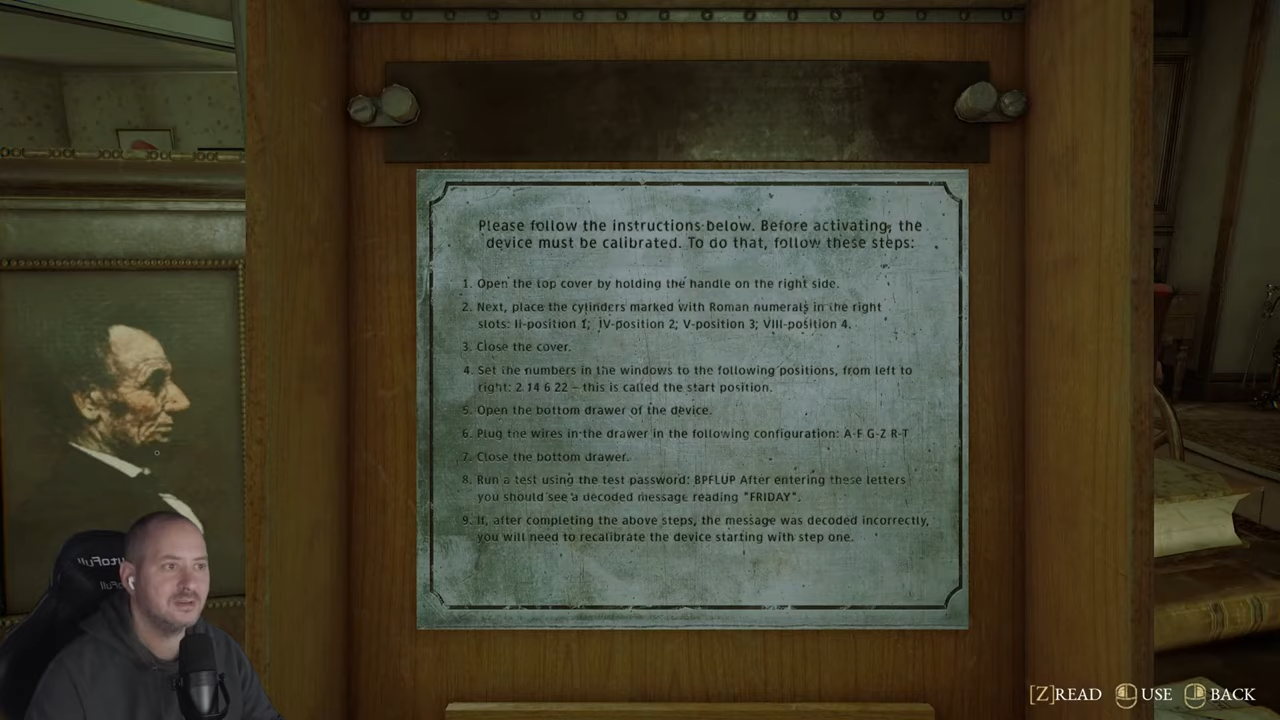 Please follow the instructions below. Before activating, the
device must be calibrated. To do that, follow these steps:
1. Open the top cover by holding the handle on the right side.
2. Next, place the cylinders marked with Roman numerals in the right
slots: II-position 1; IV-position 2; V-position 3; VIII-position 4.
3. Close the cover.
4. Set the numbers in the windows to the following positions, from left to
right: 2 14 6 22 – this is called the start position.
5. Open the bottom drawer of the device.
6. Plug the wires in the drawer in the following configuration: A-F G-Z R-T
7. Close the bottom drawer.
8. Run a test using the test password: BPFLUP After entering these letters
you should see a decoded message reading "FRIDAY".
9. If, after completing the above steps, the message was decoded incorrectly,
you will need to recalibrate the device starting with step one.
[Z]READ USE BACK